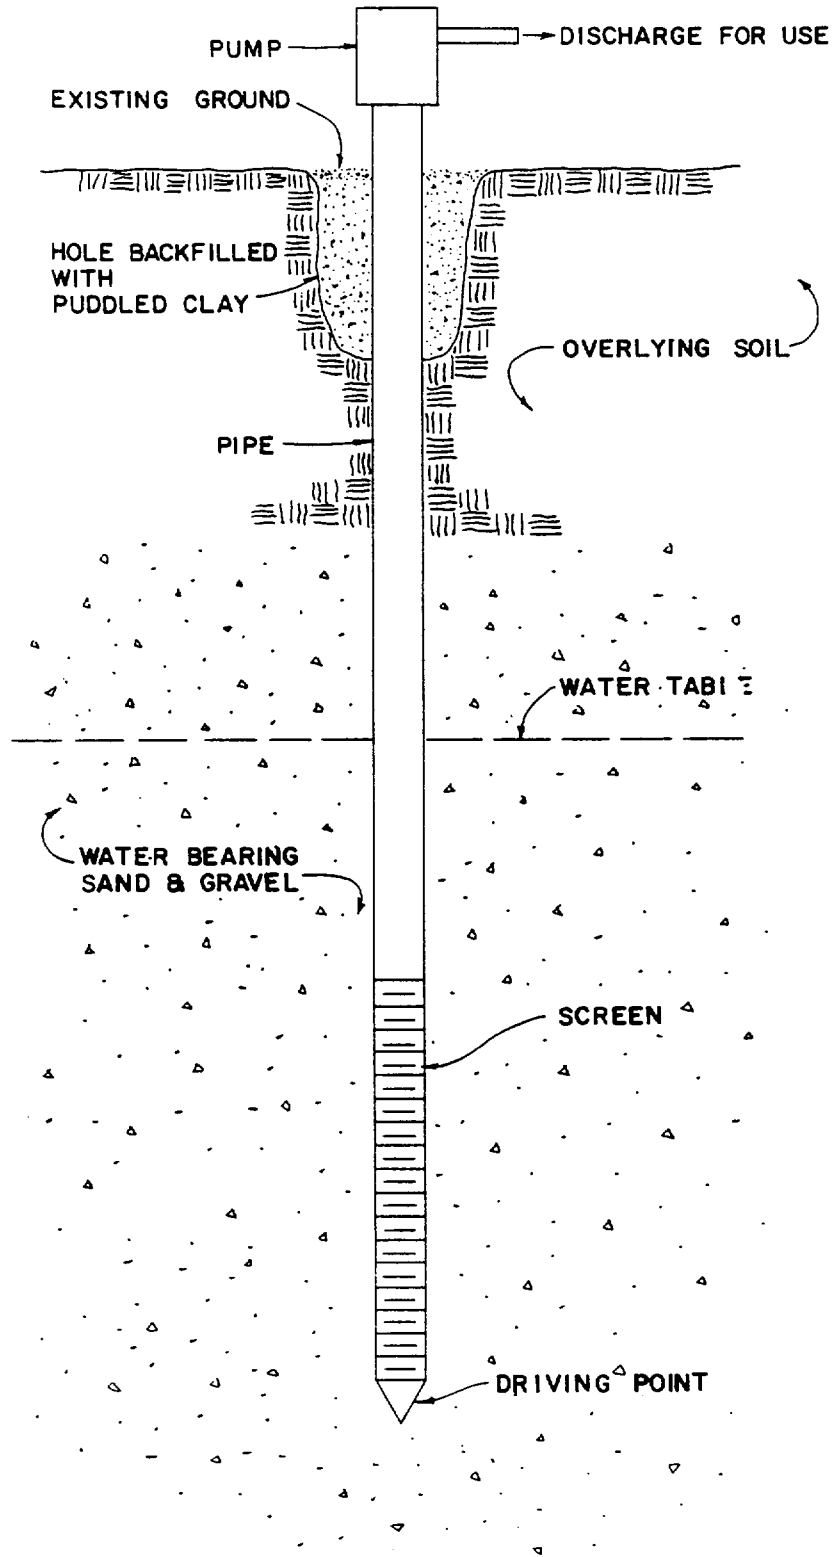 PUMP
DISCHARGE FOR USE
EXISTING GROUND
HOLE BACKFILLED
WITH
PUDDLED CLAY
OVERLYING SOIL
PIPE
WATER TABLE
WATER BEARING
SAND & GRAVEL
SCREEN
DRIVING POINT